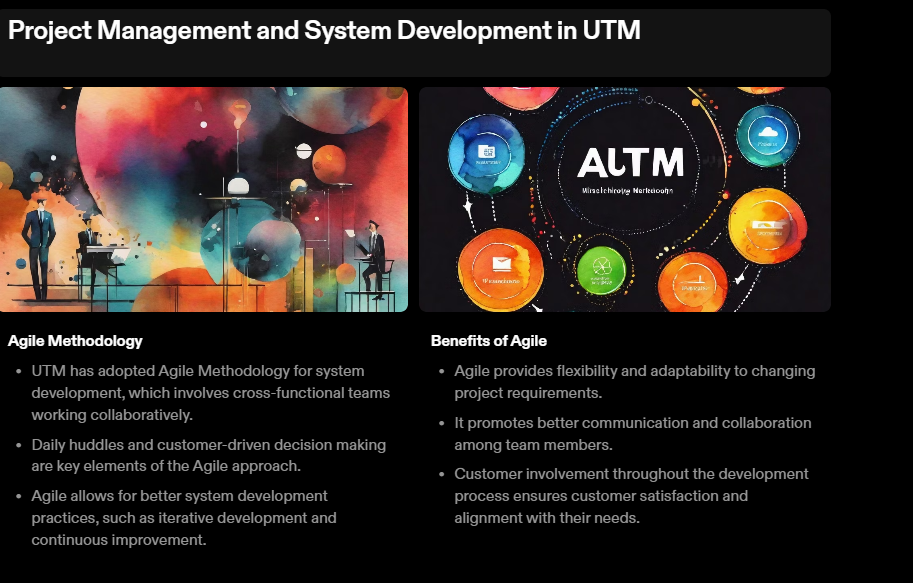 Project Management and System Development in UTM
AUTM
Agile Methodology
• UTM has adopted Agile Methodology for system
development, which involves cross-functional teams
working collaboratively.
• Daily huddles and customer-driven decision making
are key elements of the Agile approach.
• Agile allows for better system development
practices, such as iterative development and
continuous improvement.
Benefits of Agile
• Agile provides flexibility and adaptability to changing
project requirements.
• It promotes better communication and collaboration
among team members.
• Customer involvement throughout the development
process ensures customer satisfaction and
alignment with their needs.